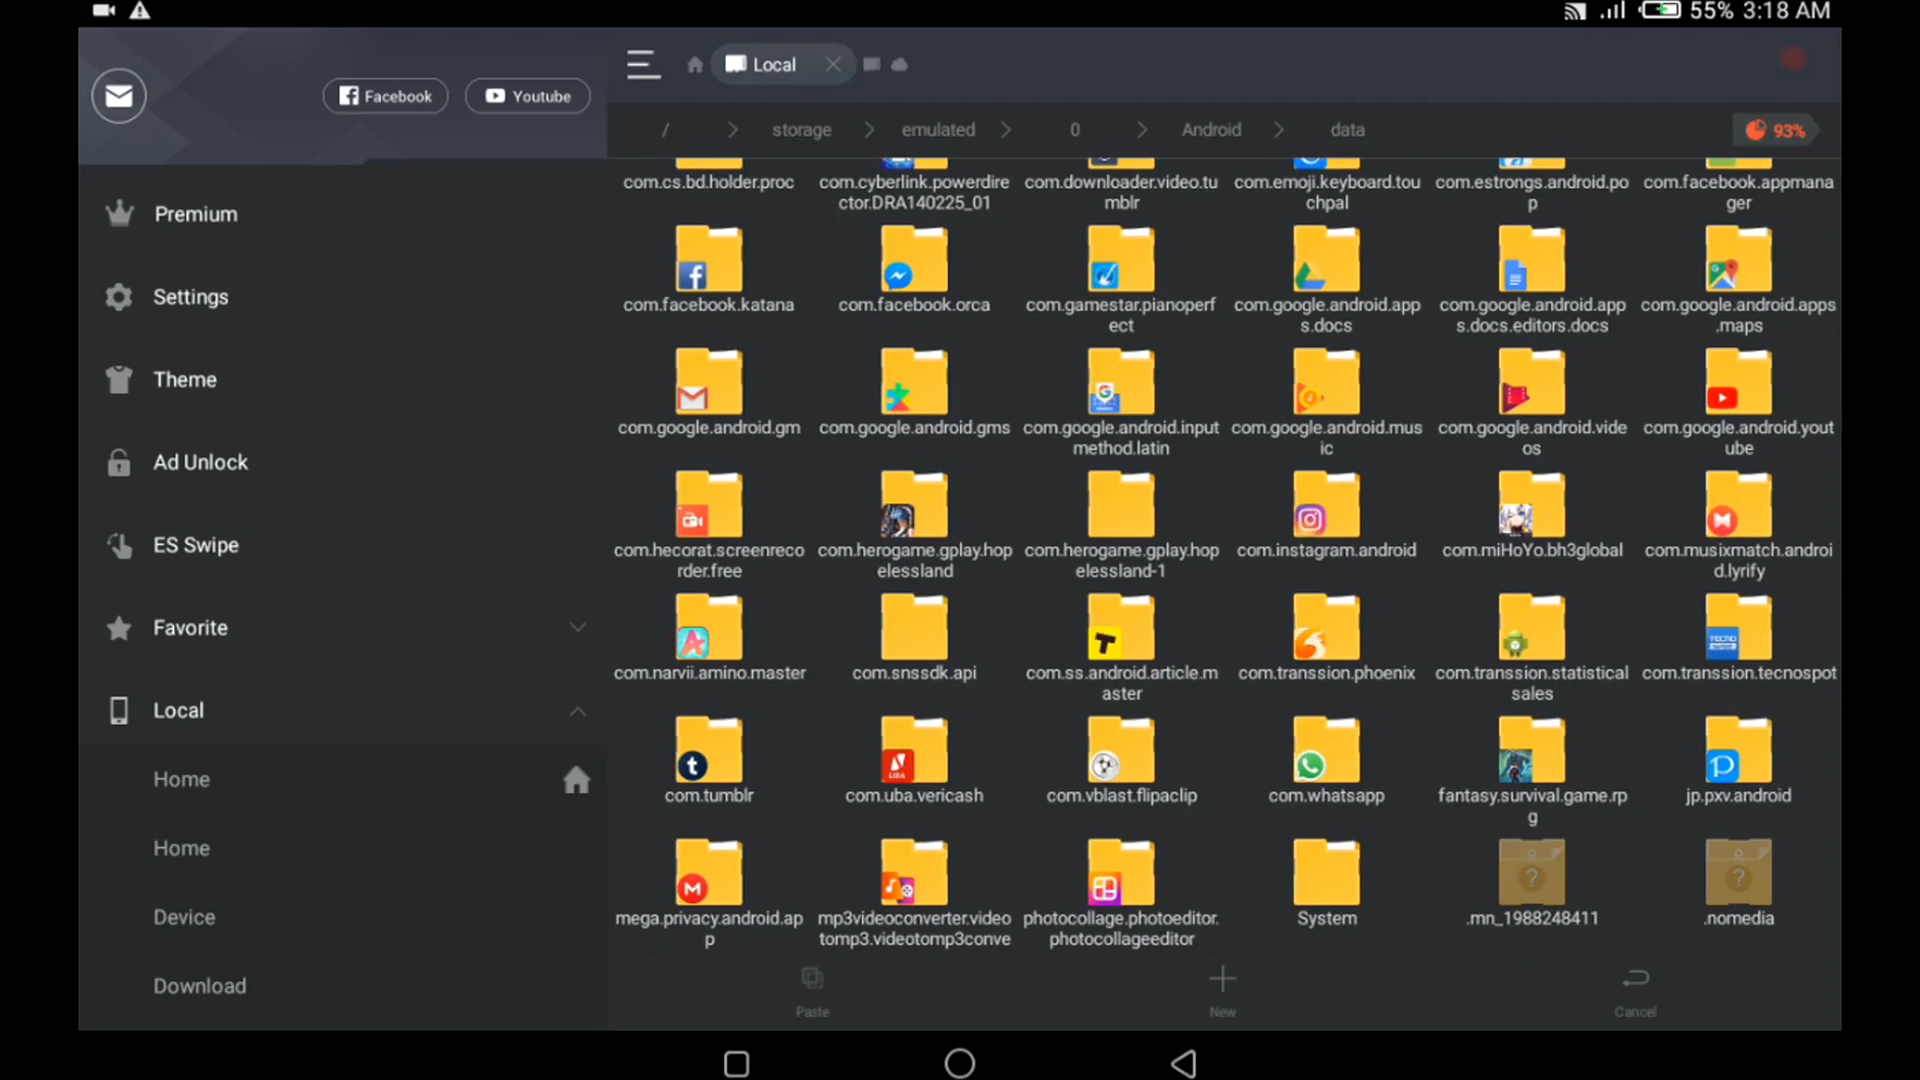 55% 3:18 AM
Facebook
Youtube
Local
/ storage emulated 0 Android data
93%
Premium
Settings
Theme
Ad Unlock
ES Swipe
Favorite
Local
Home
Home
Device
Download
com.cs.bd.holder.proc
com.cyberlink.powerdire
ctor.DRA140225_01
com.downloader.video.tu
mblr
com.emoji.keyboard.tou
chpal
com.estrongs.android.po
p
com.facebook.appmana
ger
com.facebook.katana
com.facebook.orca
com.gamestar.pianoperf
ect
com.google.android.app
s.docs
com.google.android.app
s.docs.editors.docs
com.google.android.apps
.maps
com.google.android.gm
com.google.android.gms
com.google.android.input
method.latin
com.google.android.mus
ic
com.google.android.vide
os
com.google.android.yout
ube
com.hecorat.screenreco
rder.free
com.herogame.gplay.hop
elessland
com.herogame.gplay.hop
elessland-1
com.instagram.android
com.miHoYo.bh3global
com.musixmatch.androi
d.lyrify
com.narvii.amino.master
com.snssdk.api
com.ss.android.article.m
aster
com.transsion.phoenix
com.transsion.statistical
sales
com.transsion.tecnospot
com.tumblr
com.uba.vericash
com.vblast.flipaclip
com.whatsapp
fantasy.survival.game.rp
g
jp.pxv.android
mega.privacy.android.ap
p
mp3videoconverter.video
tomp3.videotomp3conve
photocollage.photoeditor.
photocollageeditor
System
.mn_1988248411
.nomedia
Paste
New
Cancel